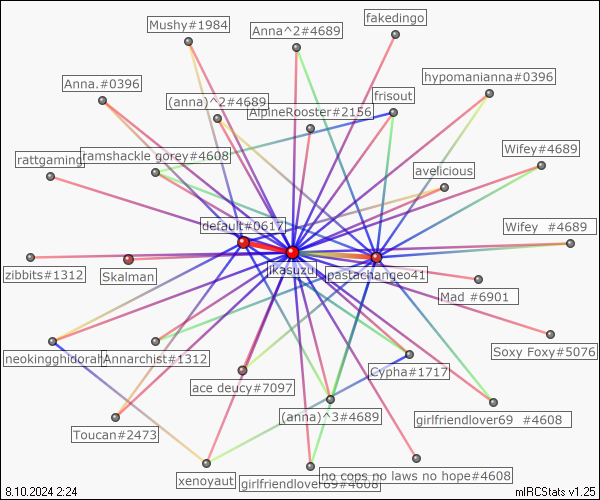 Mushy#1984
Anna^2#4689
fakedingo
Anna.#0396
(anna)^2#4689
AlpineRooster#2156
frisout
hypomanianna#0396
rattgaming
ramshackle gorey#4608
avelicious
Wifey#4689
default#0617
Wifey #4689
zibbits#1312
Skalman
ikasuzu
pastachangeo41
Mad #6901
neokingghidorah
Annarchist#1312
Cypha#1717
Soxy Foxy#5076
ace deucy#7097
(anna)^3#4689
girlfriendlover69 #4608
Toucan#2473
xenoyaut
girlfriendlover69#4608
no cops no laws no hope#4608
8.10.2024 2:24
mIRCStats v1.25